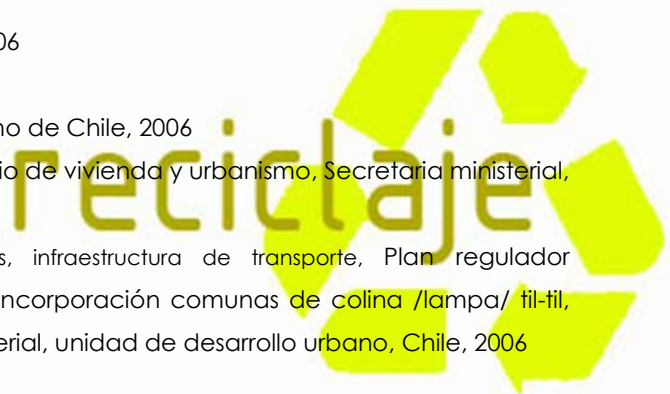 06
no de Chile, 2006
io de vivienda y urbanismo, Secretaria ministerial,
reciclaje
s, infraestructura de transporte, Plan regulador
incorporación comunas de colina /lampa/ til-til,
erial, unidad de desarrollo urbano, Chile, 2006